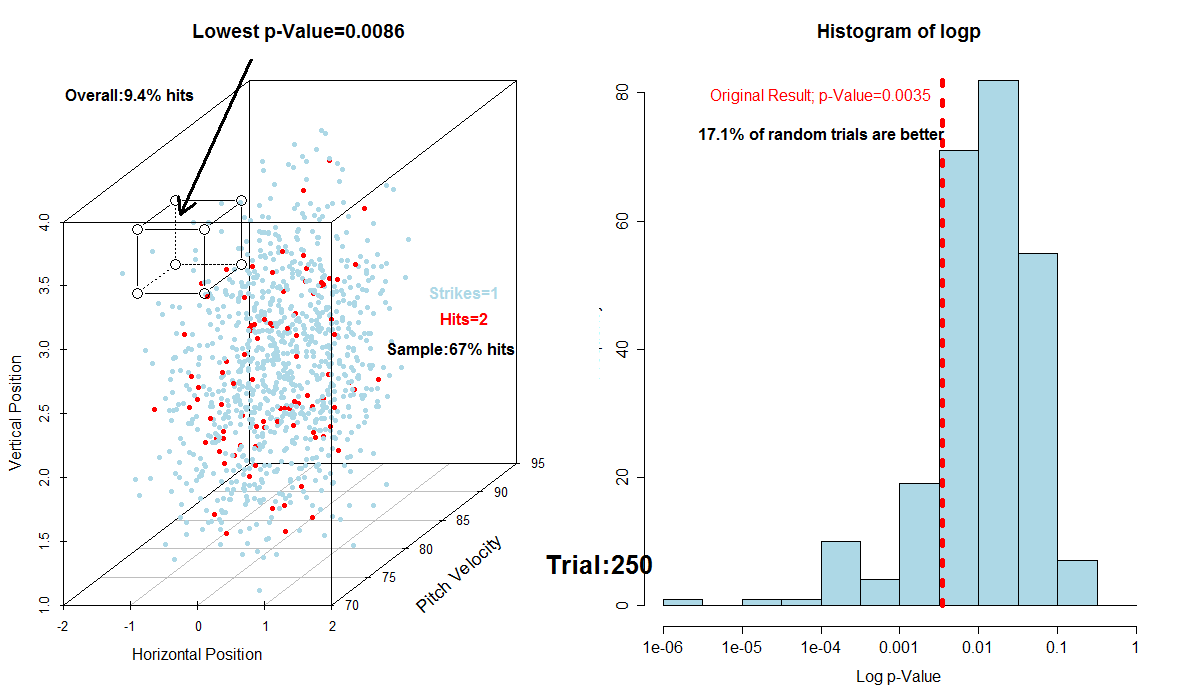 Lowest p-Value=0.0086
Overall:9.4% hits
Strikes=1
Hits=2
Sample:67% hits
Vertical Position
4.0
3.5
3.0
2.5
2.0
1.5
1.0
-2
-1
0
1
2
Horizontal Position
70
75
80
85
90
95
Pitch Velocity
Trial:250
Histogram of logp
Original Result; p-Value=0.0035
17.1% of random trials are better
80
60
40
20
0
1e-06
1e-05
1e-04
0.001
0.01
0.1
1
Log p-Value